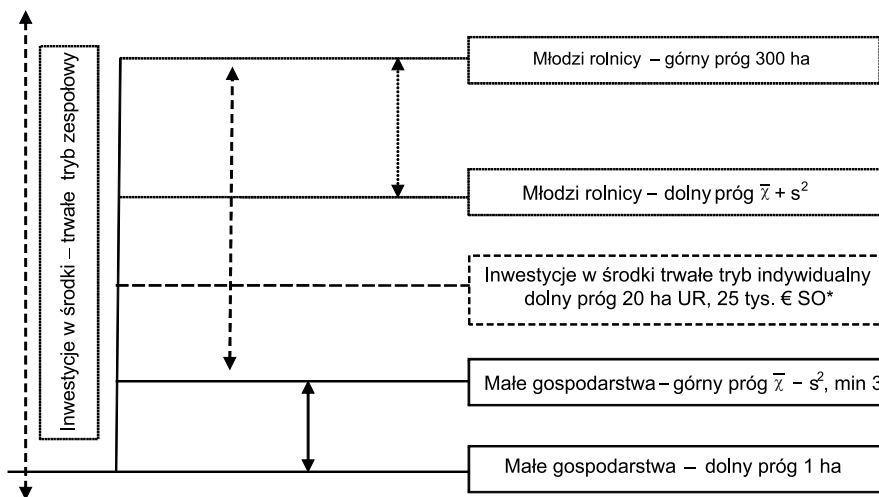 Inwestycje w środki – trwałe tryb zespołowy
Młodzi rolnicy – górny próg 300 ha
Młodzi rolnicy – dolny próg χ̅ + s²
Inwestycje w środki trwałe tryb indywidualny
dolny próg 20 ha UR, 25 tys. € SO*
Małe gospodarstwa – górny próg χ̅ – s², min 3
Małe gospodarstwa – dolny próg 1 ha